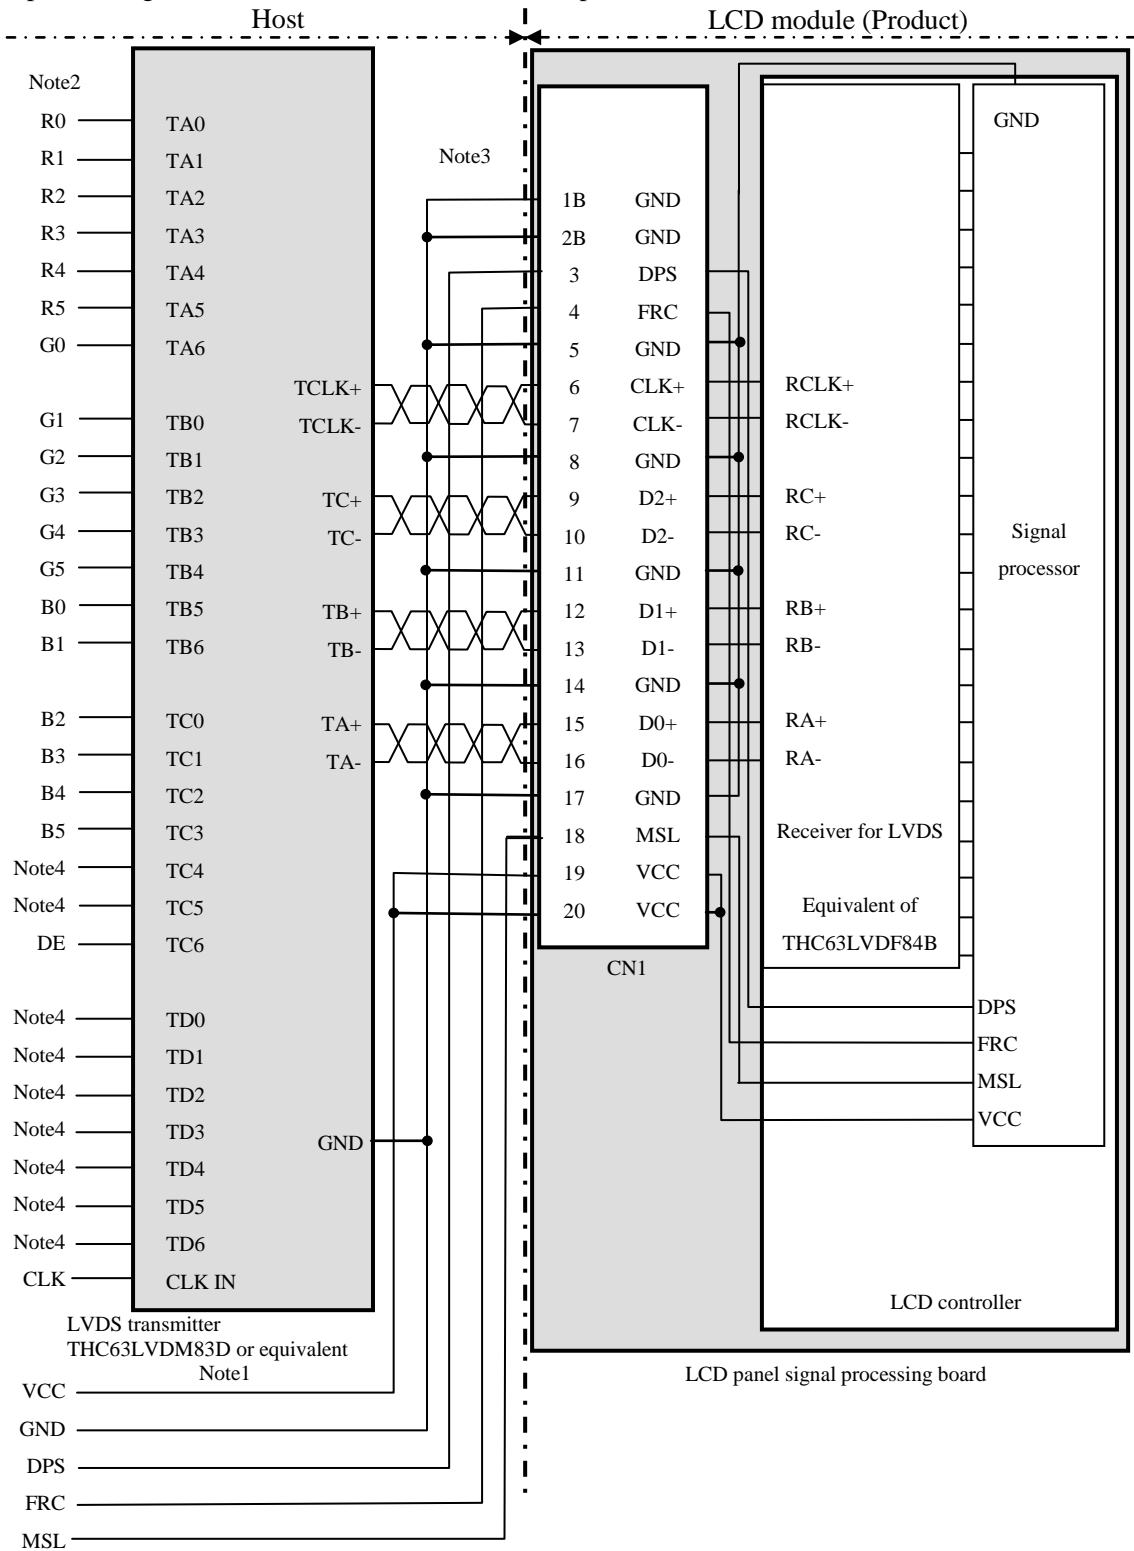 Host
LCD module (Product)
Note2
R0 TA0
R1 TA1
R2 TA2
R3 TA3
R4 TA4
R5 TA5
G0 TA6
TCLK+
TCLK-
G1 TB0
G2 TB1
G3 TB2 TC+
G4 TB3 TC-
G5 TB4
B0 TB5 TB+
B1 TB6 TB-
B2 TC0 TA+
B3 TC1 TA-
B4 TC2
B5 TC3
Note4 TC4
Note4 TC5
DE TC6
Note4 TD0
Note4 TD1
Note4 TD2
Note4 TD3 GND
Note4 TD4
Note4 TD5
Note4 TD6
CLK CLK IN
LVDS transmitter
THC63LVDM83D or equivalent
Note1
VCC
GND
DPS
FRC
MSL
Note3
1B GND
2B GND
3 DPS
4 FRC
5 GND
6 CLK+
7 CLK-
8 GND
9 D2+
10 D2-
11 GND
12 D1+
13 D1-
14 GND
15 D0+
16 D0-
17 GND
18 MSL
19 VCC
20 VCC
CN1
RCLK+
RCLK-
RC+
RC-
RB+
RB-
RA+
RA-
Receiver for LVDS
Equivalent of
THC63LVDF84B
GND
Signal
processor
DPS
FRC
MSL
VCC
LCD controller
LCD panel signal processing board